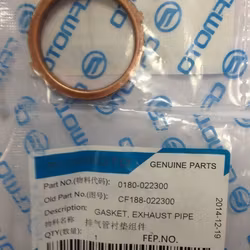 GENUINE PARTS
Part NO.(物料代码): 0180-022300
Old Part NO.(图号): CF188-022300
Description: GASKET, EXHAUST PIPE
物料名称: 排气管衬垫组件
QTY(数量): 1
FEP.NO.
2014-12-19